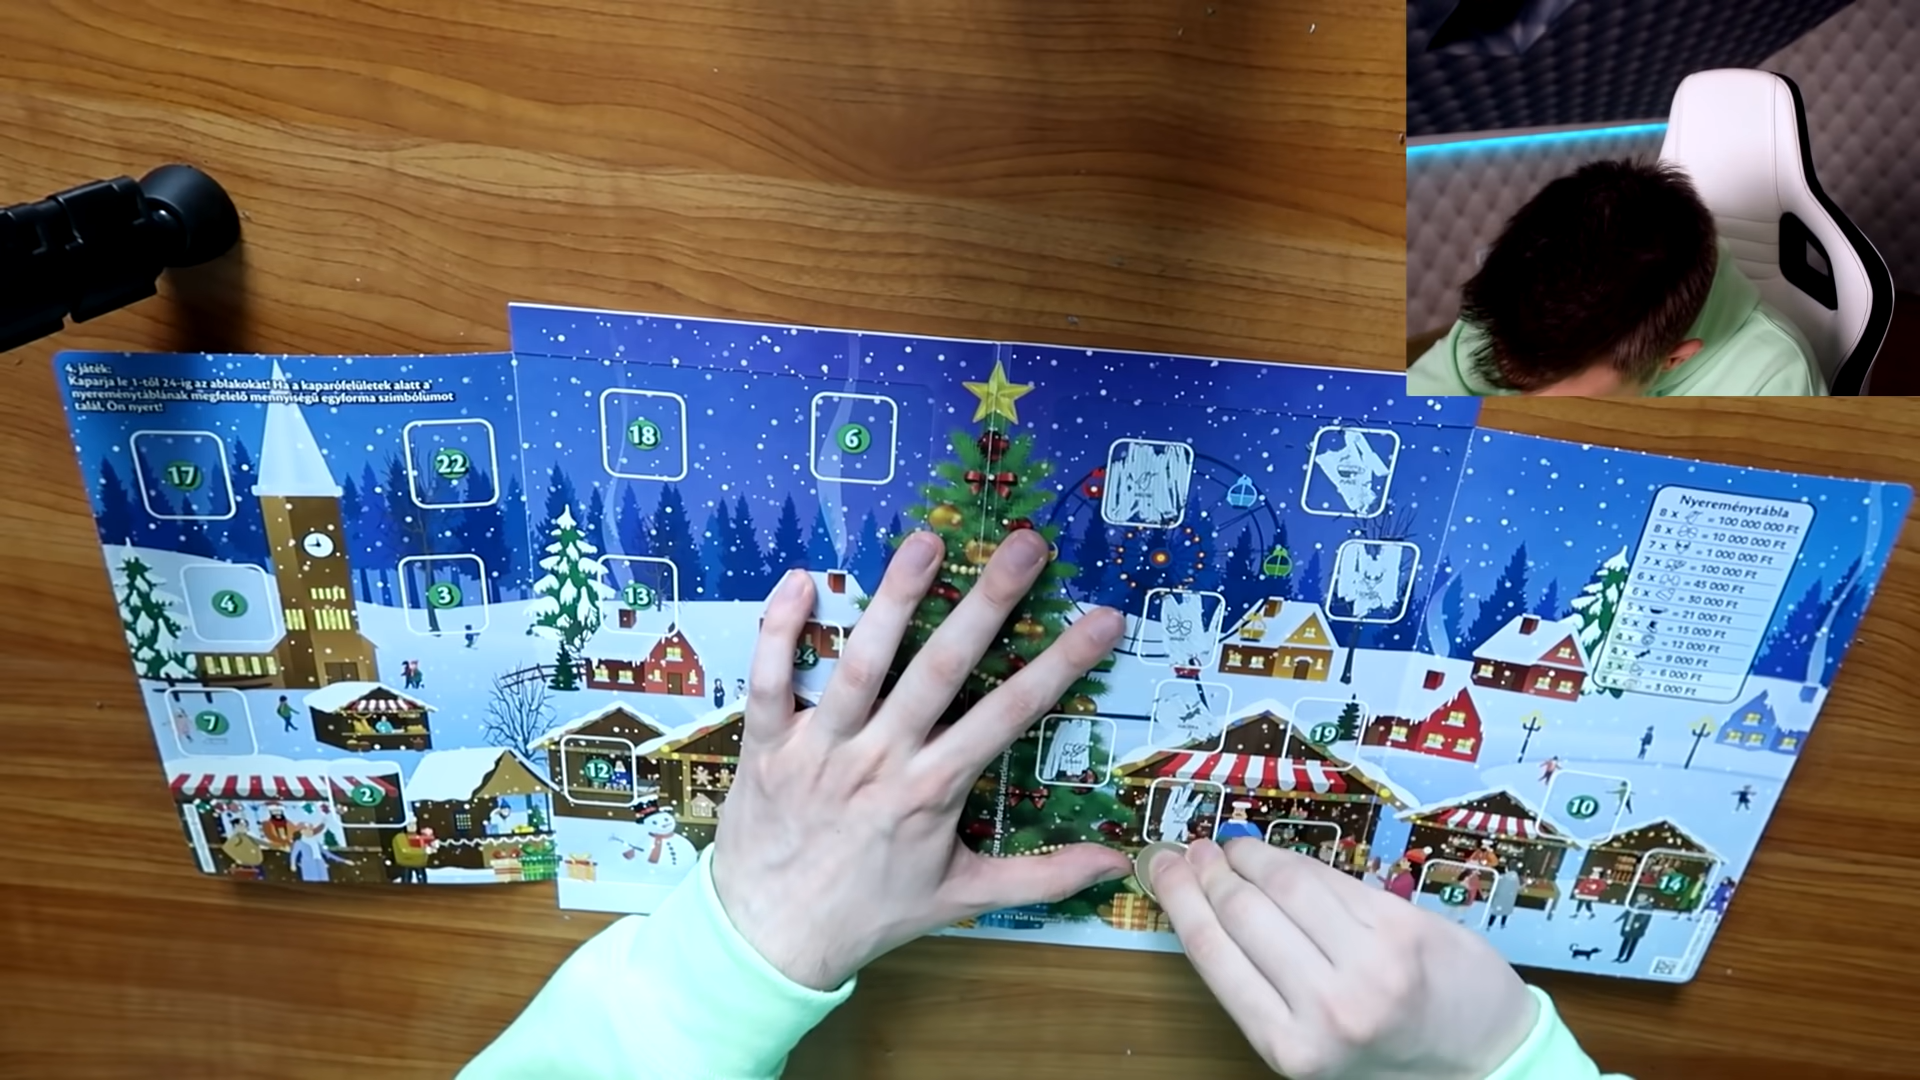 4. játék:
Kaparja le 1-től 24-ig az ablakokat! Ha a kaparófelületek alatt a
nyereménytáblának megfelelő mennyiségű egyforma szimbólumot
talál, Ön nyert!
17
22
18
6
4
3
13
24
7
12
2
19
10
15
14
Nyereménytábla
8 x = 100 000 000 Ft
8 x = 10 000 000 Ft
7 x = 1 000 000 Ft
7 x = 100 000 Ft
6 x = 45 000 Ft
6 x = 30 000 Ft
5 x = 21 000 Ft
5 x = 15 000 Ft
4 x = 12 000 Ft
4 x = 9 000 Ft
3 x = 6 000 Ft
3 x = 3 000 Ft